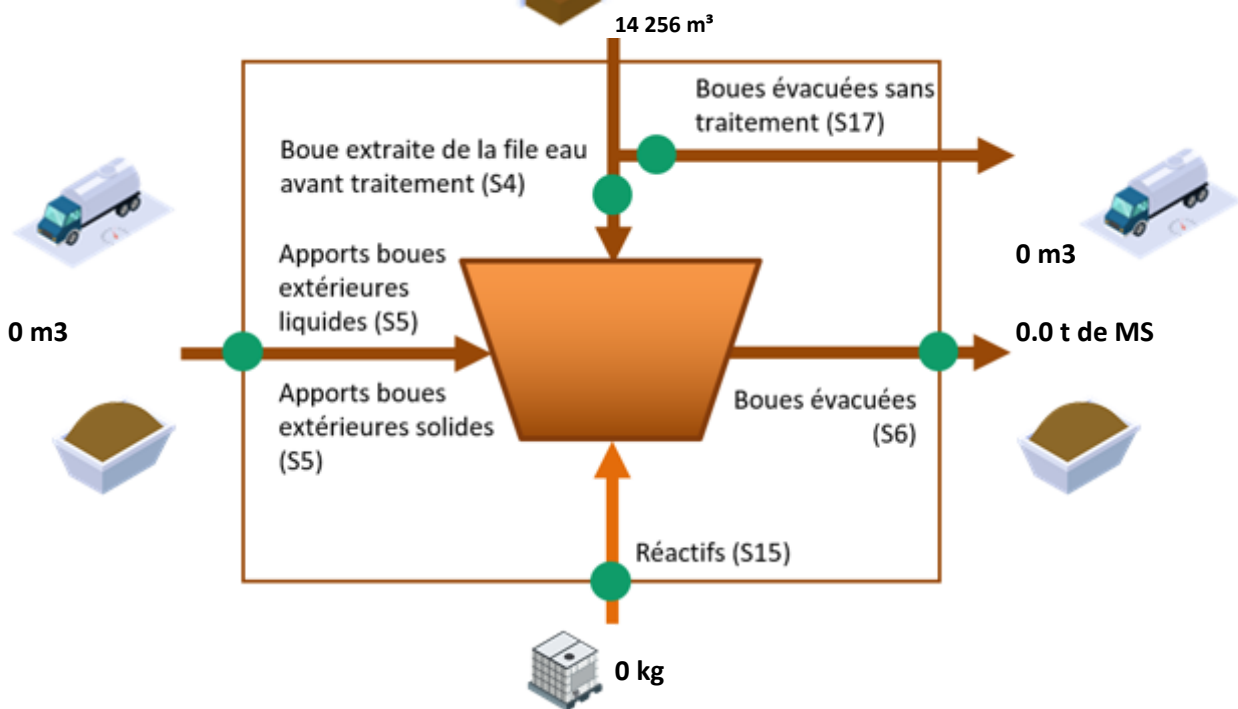 14 256 m³
Boues évacuées sans
traitement (S17)
Boue extraite de la file eau
avant traitement (S4)
Apports boues
extérieures
liquides (S5)
0 m3
0 m3
0.0 t de MS
Apports boues
extérieures solides
(S5)
Boues évacuées
(S6)
Réactifs (S15)
0 kg